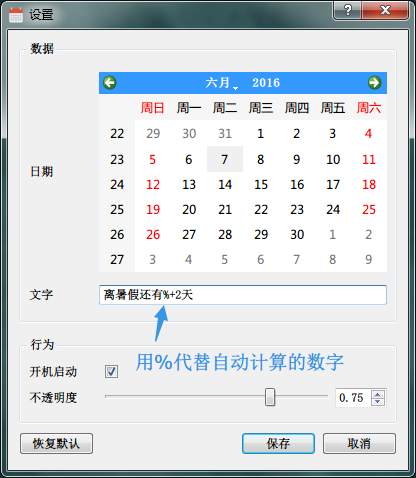 设置
数据
六月 2016
周日 周一 周二 周三 周四 周五 周六
22 29 30 31 1 2 3 4
23 5 6 7 8 9 10 11
日期
24 12 13 14 15 16 17 18
25 19 20 21 22 23 24 25
26 26 27 28 29 30 1 2
27 3 4 5 6 7 8 9
文字 离暑假还有%+2天
行为
开机启动
用%代替自动计算的数字
不透明度 0.75
恢复默认 保存 取消